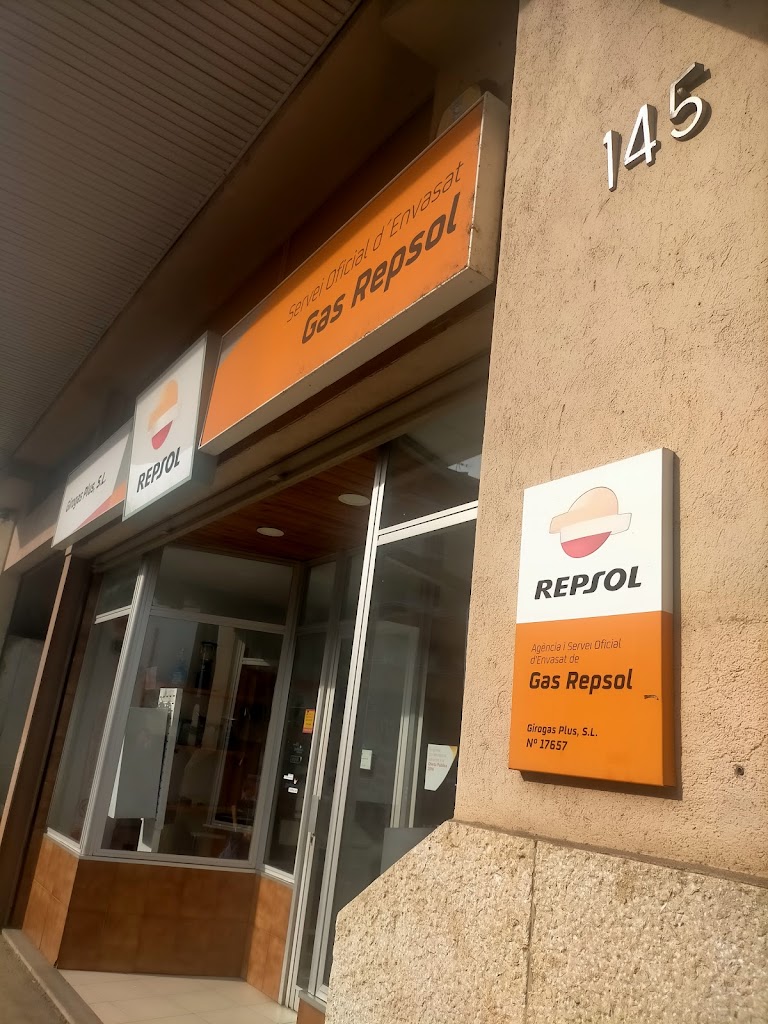 145
Servei Oficial d'Envasat
Gas Repsol
REPSOL
Girogas Plus, S.L.
REPSOL
Agència i Servei Oficial
d'Envasat de
Gas Repsol
Girogas Plus, S.L.
Nº 17657